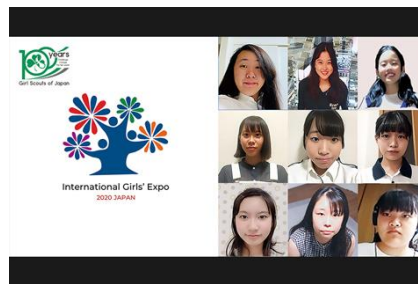 100 years
Girl Scouts of Japan
International Girls' Expo
2020 JAPAN